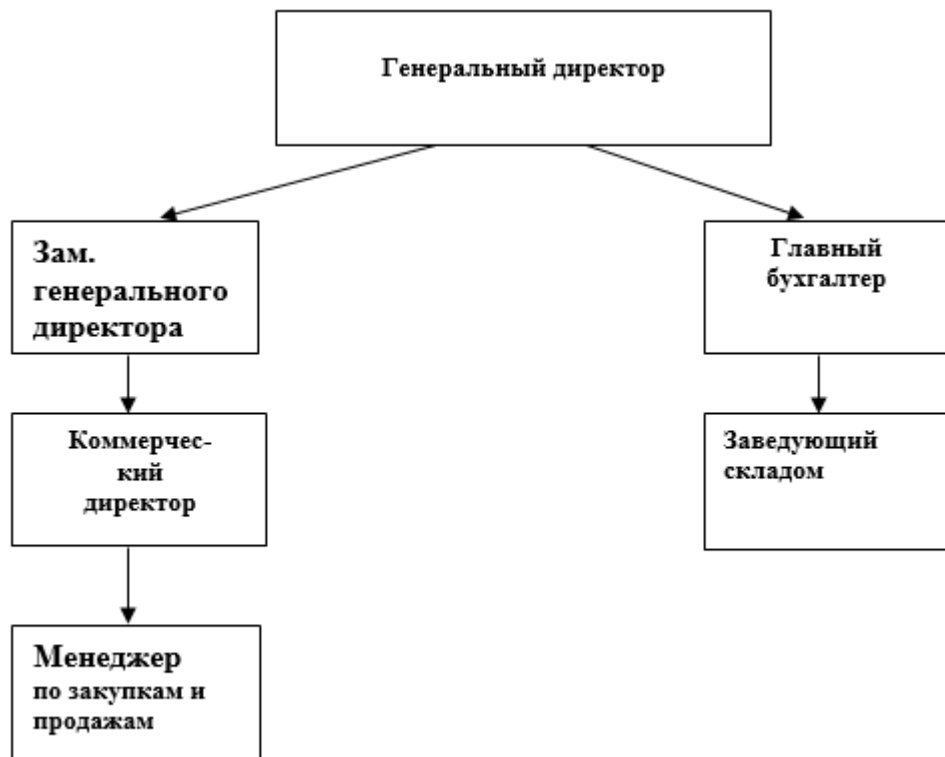 Генеральный директор
Зам.
генерального
директора
Главный
бухгалтер
Коммерчес-
кий
директор
Заведующий
складом
Менеджер
по закупкам и
продажам